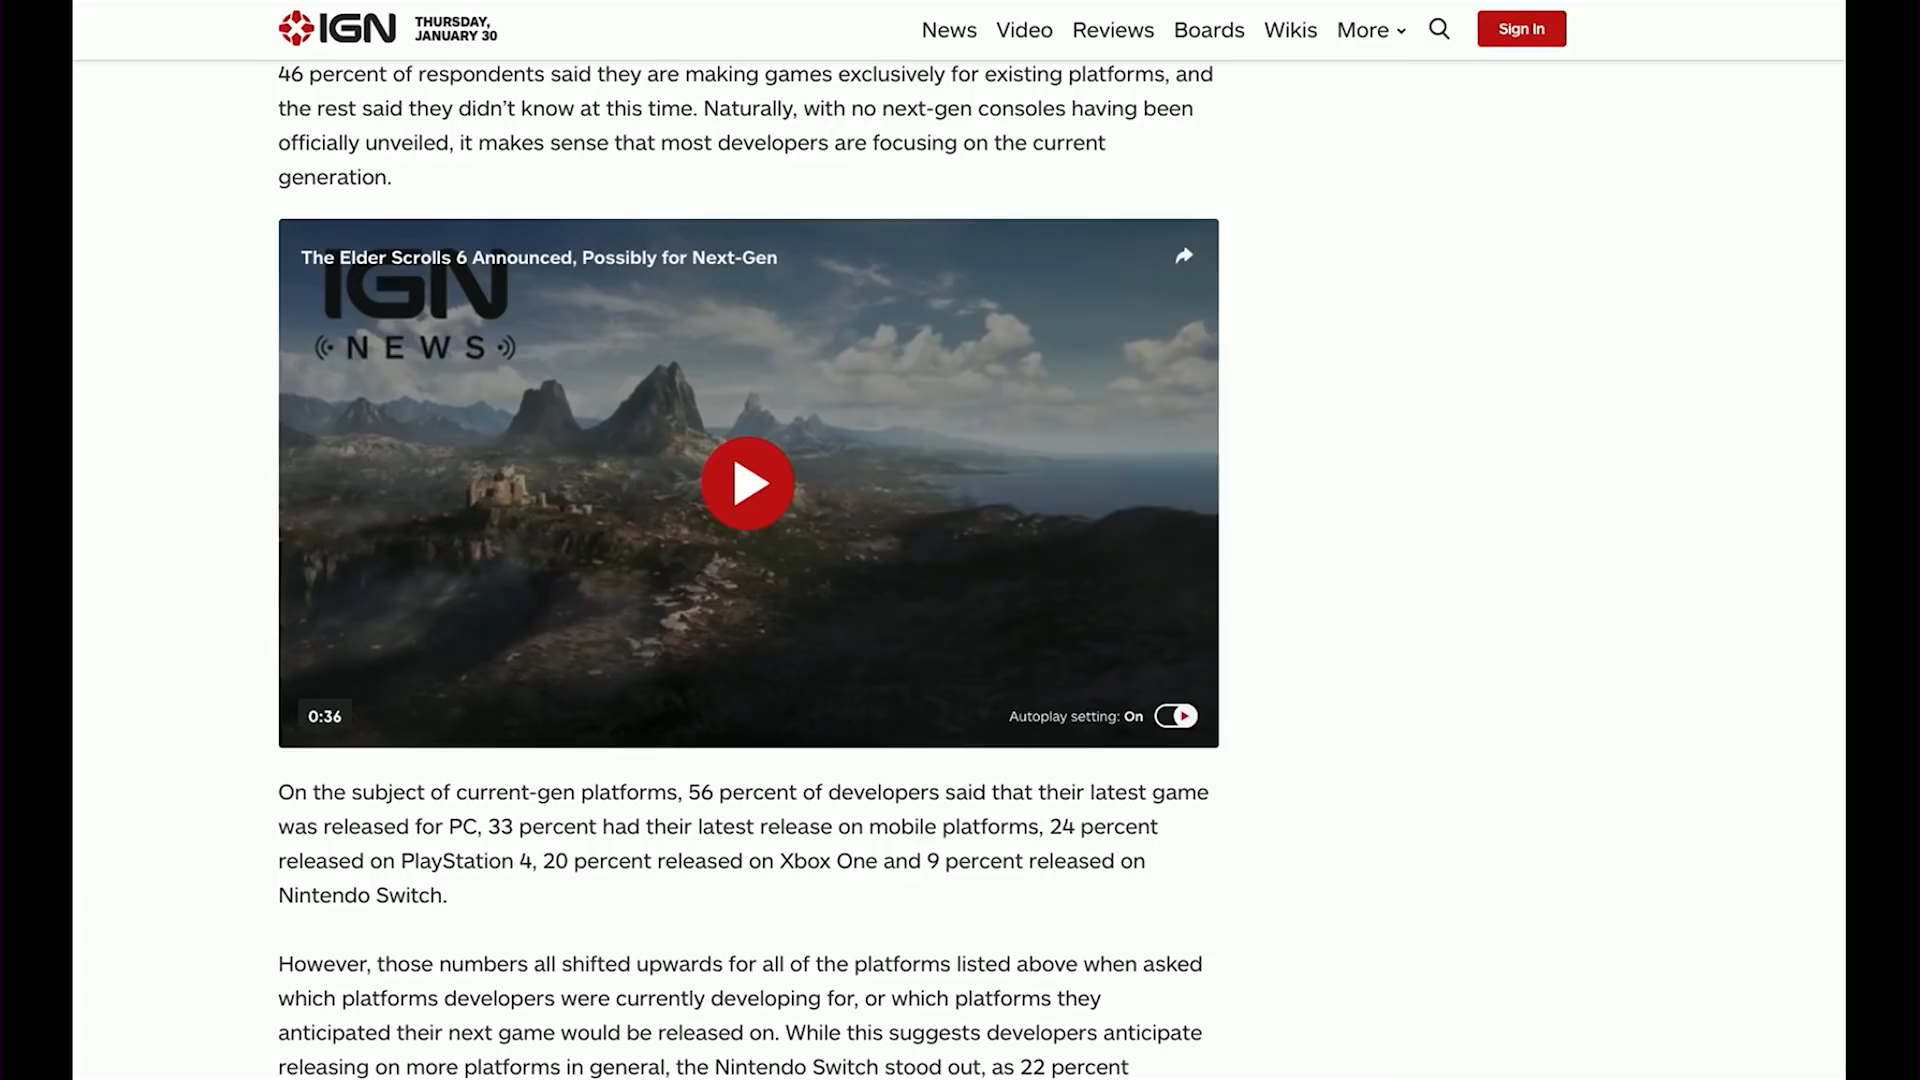 IGN
THURSDAY,
JANUARY 30
News Video Reviews Boards Wikis More Sign In
46 percent of respondents said they are making games exclusively for existing platforms, and
the rest said they didn’t know at this time. Naturally, with no next-gen consoles having been
officially unveiled, it makes sense that most developers are focusing on the current
generation.
The Elder Scrolls 6 Announced, Possibly for Next-Gen
IGN
NEWS
0:36
Autoplay setting: On
On the subject of current-gen platforms, 56 percent of developers said that their latest game
was released for PC, 33 percent had their latest release on mobile platforms, 24 percent
released on PlayStation 4, 20 percent released on Xbox One and 9 percent released on
Nintendo Switch.
However, those numbers all shifted upwards for all of the platforms listed above when asked
which platforms developers were currently developing for, or which platforms they
anticipated their next game would be released on. While this suggests developers anticipate
releasing on more platforms in general, the Nintendo Switch stood out, as 22 percent